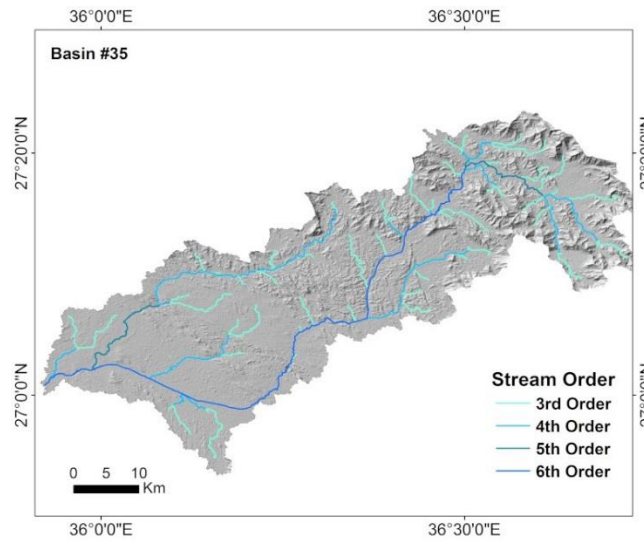 36°0'0"E 36°30'0"E
Basin #35
27°20'0"N
27°0'0"N
Stream Order
3rd Order
4th Order
5th Order
6th Order
0 5 10
Km
36°0'0"E 36°30'0"E